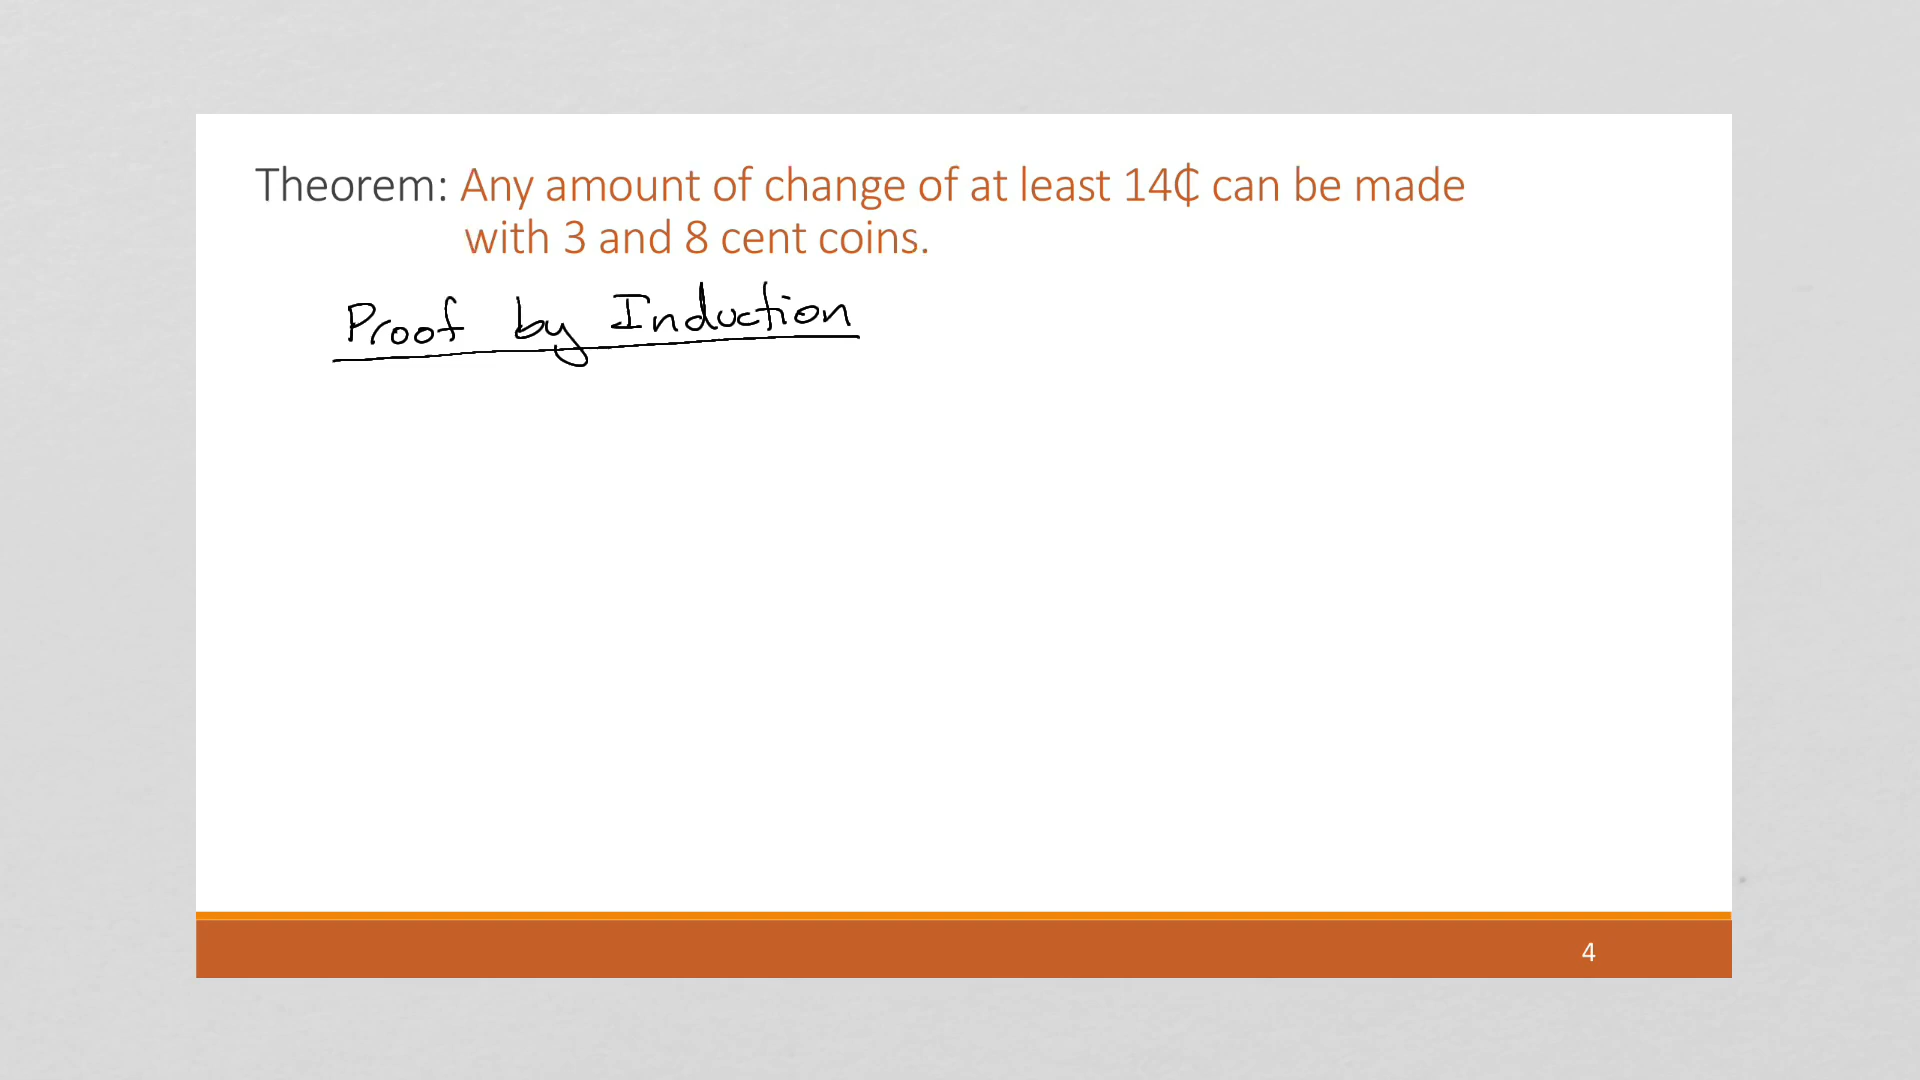 Theorem: Any amount of change of at least 14₵ can be made
with 3 and 8 cent coins.
Proof by Induction
4